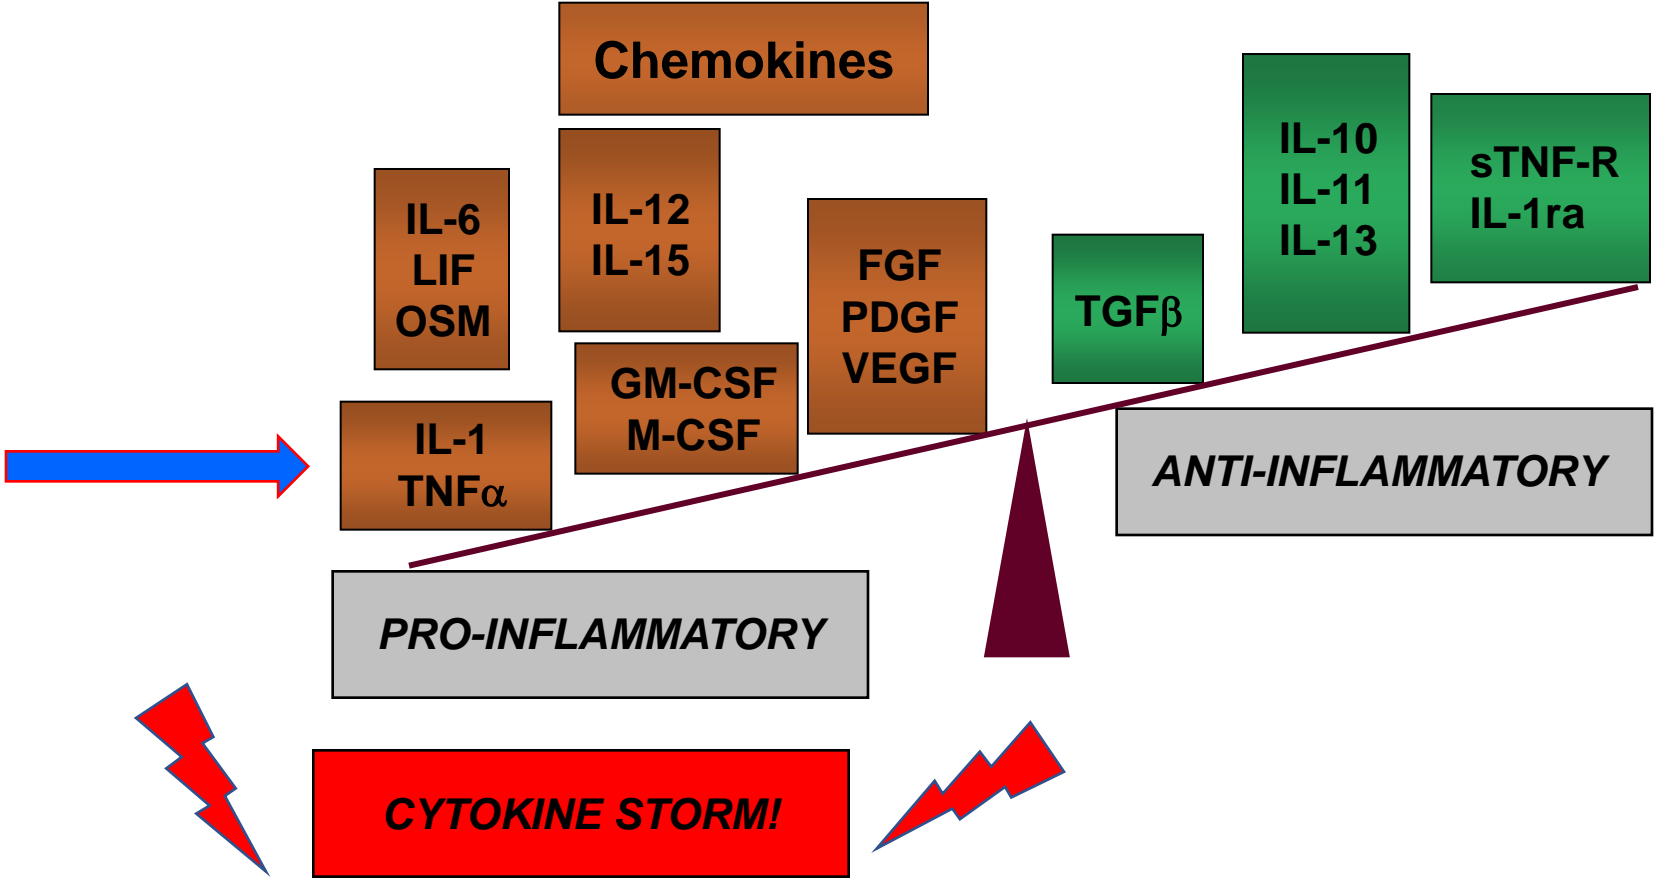 Chemokines
IL-6
LIF
OSM
IL-12
IL-15
IL-1
TNFα
GM-CSF
M-CSF
FGF
PDGF
VEGF
TGFβ
IL-10
IL-11
IL-13
sTNF-R
IL-1ra
ANTI-INFLAMMATORY
PRO-INFLAMMATORY
CYTOKINE STORM!